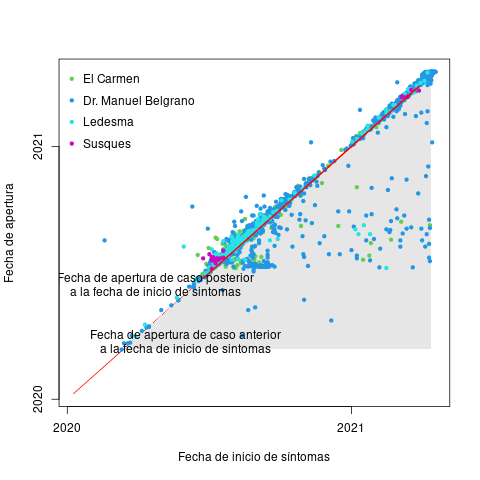 El Carmen
Dr. Manuel Belgrano
Ledesma
Susques
2021
Fecha de apertura
Fecha de apertura de caso posterior
a la fecha de inicio de síntomas
Fecha de apertura de caso anterior
a la fecha de inicio de síntomas
2020
2020
2021
Fecha de inicio de síntomas